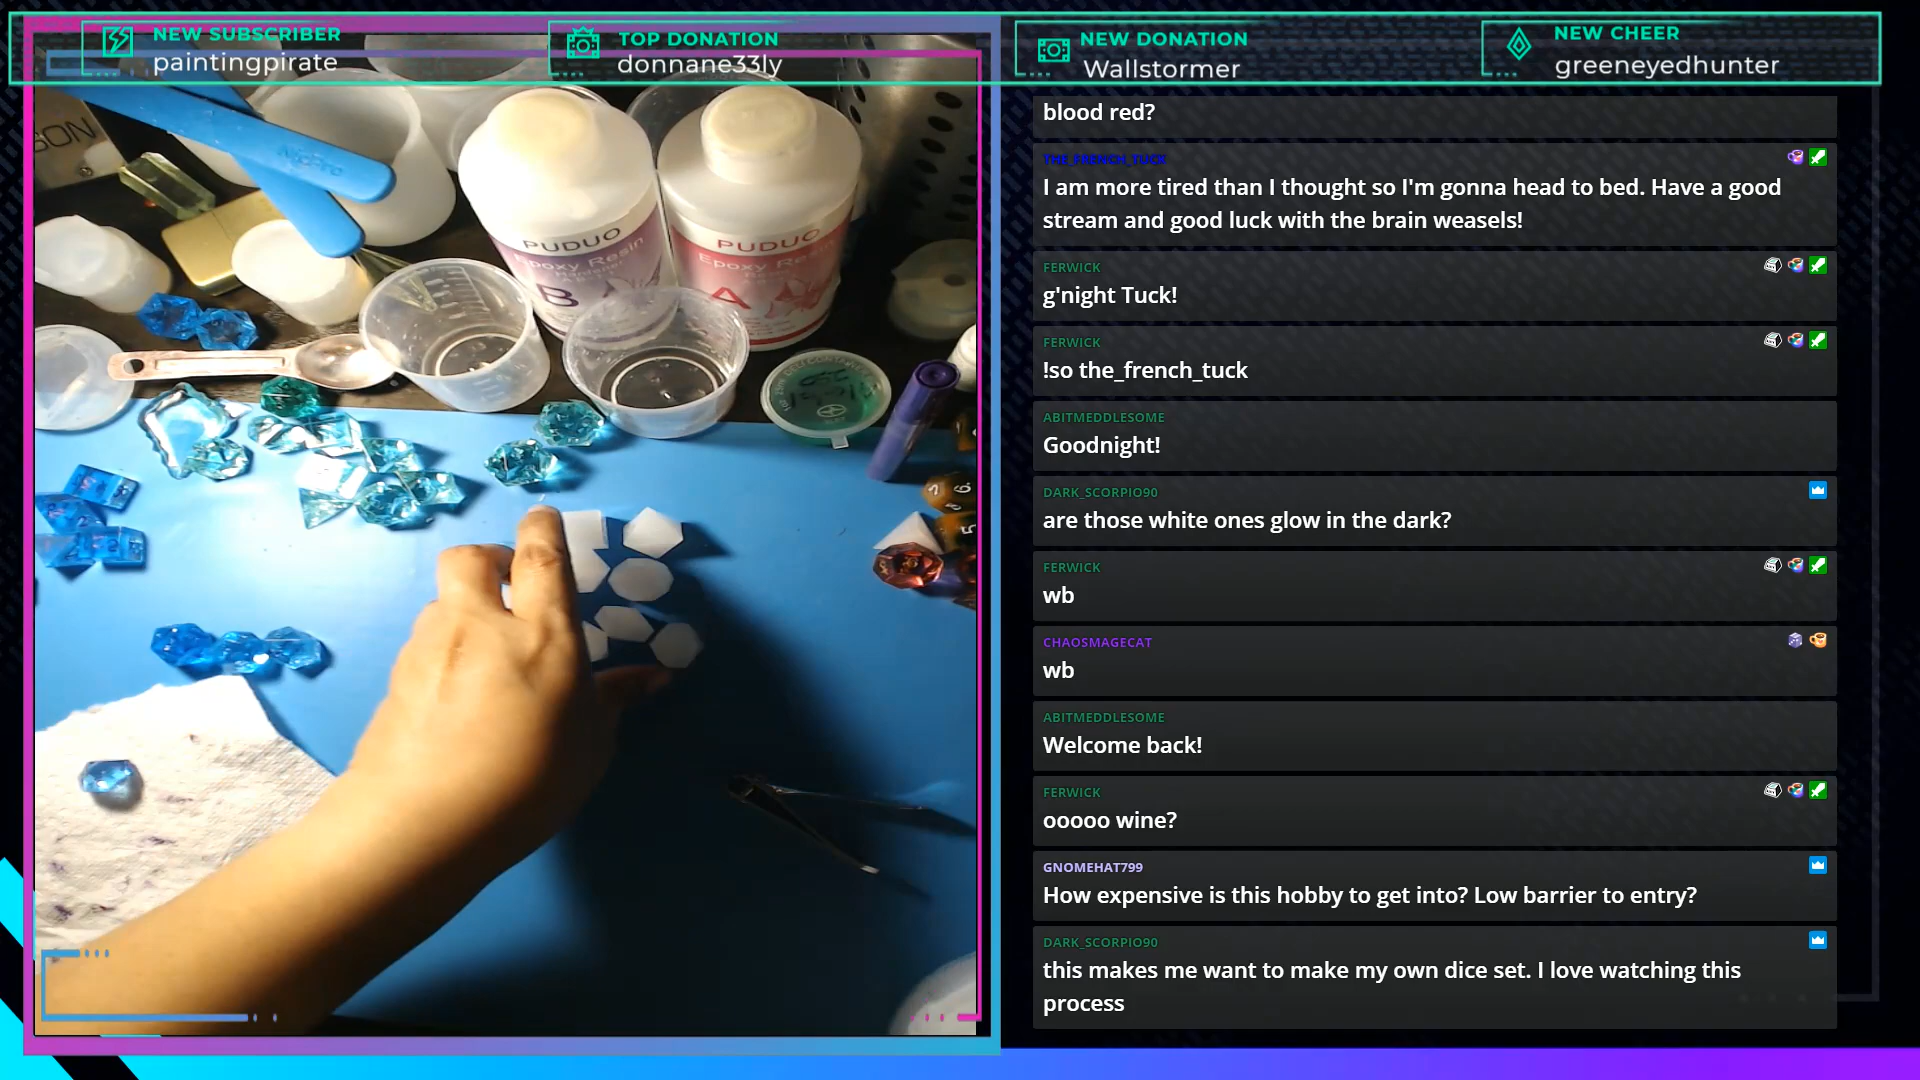 NEW SUBSCRIBER
paintingpirate
TOP DONATION
donnane33ly
NEW DONATION
Wallstormer
NEW CHEER
greeneyedhunter
PUDUO
Epoxy Resin
B
PUDUO
Epoxy Resin
A
blood red?
THE_FRENCH_TUCK
I am more tired than I thought so I'm gonna head to bed. Have a good
stream and good luck with the brain weasels!
FERWICK
g'night Tuck!
FERWICK
!so the_french_tuck
ABITMEDDLESOME
Goodnight!
DARK_SCORPIO90
are those white ones glow in the dark?
FERWICK
wb
CHAOSMAGECAT
wb
ABITMEDDLESOME
Welcome back!
FERWICK
ooooo wine?
GNOMEHAT799
How expensive is this hobby to get into? Low barrier to entry?
DARK_SCORPIO90
this makes me want to make my own dice set. I love watching this
process